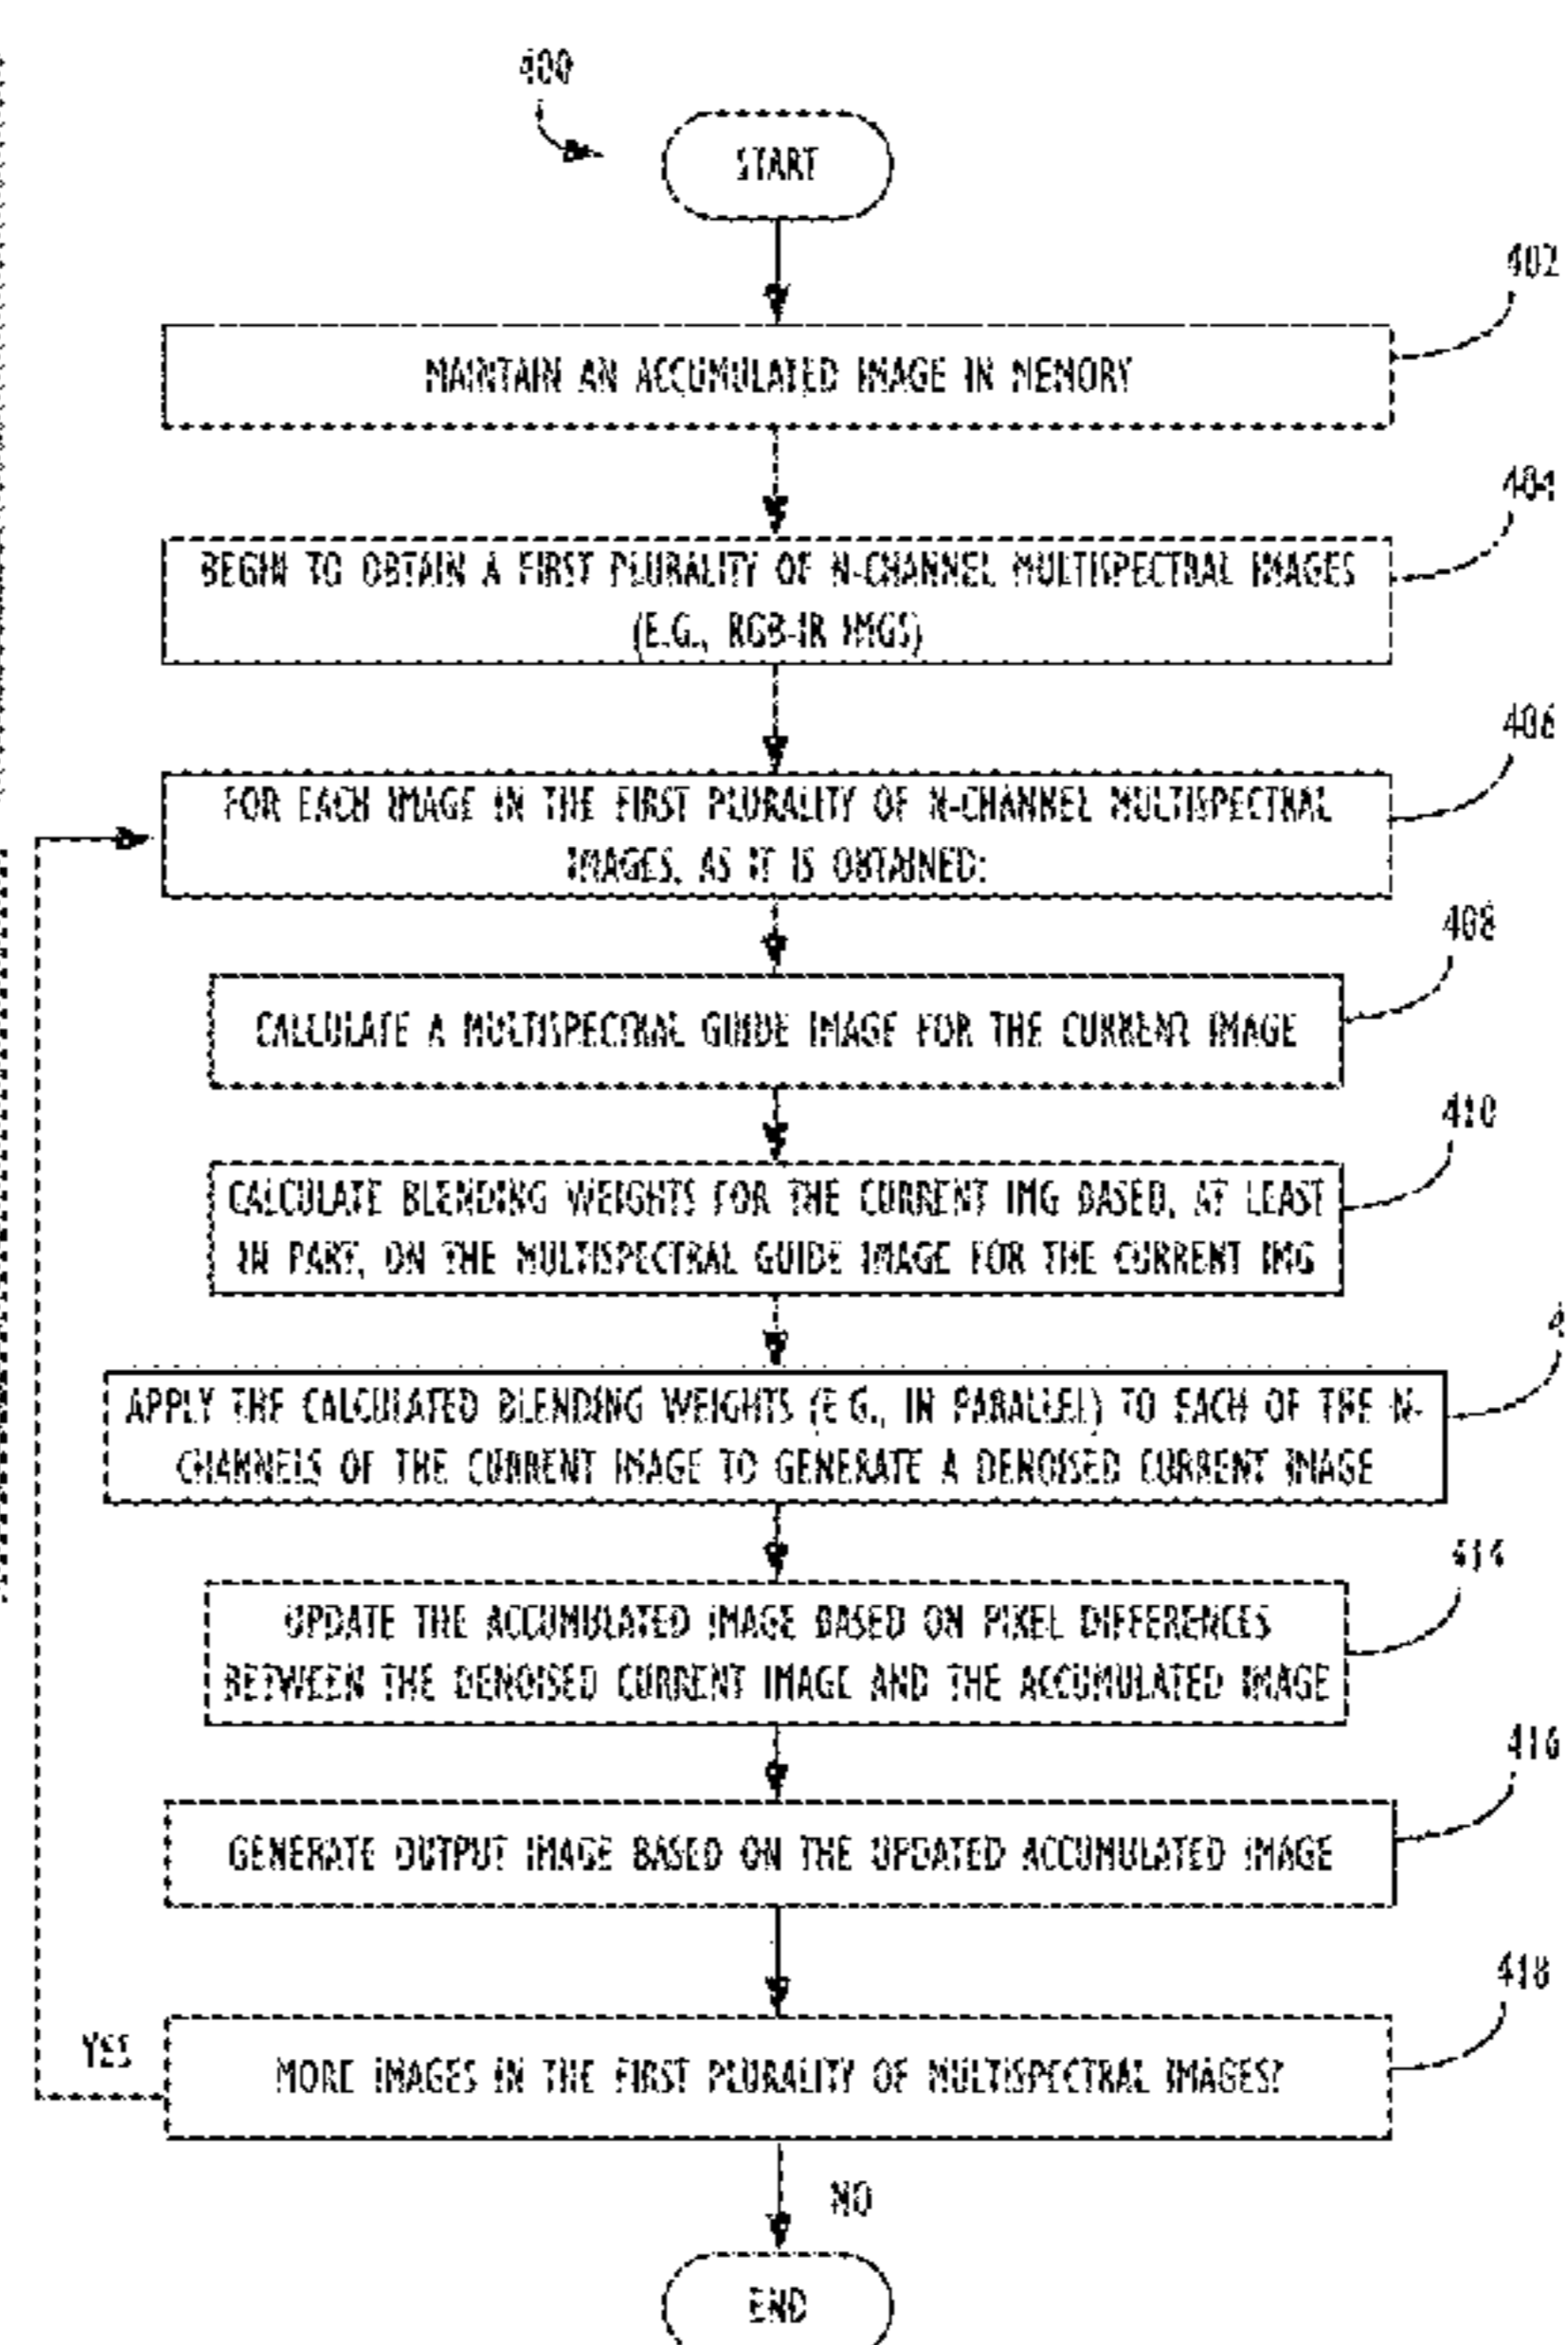 400
START
402
MAINTAIN AN ACCUMULATED IMAGE IN MEMORY
404
BEGIN TO OBTAIN A FIRST PLURALITY OF N-CHANNEL MULTISPECTRAL IMAGES
(E.G., RGB-IR IMGS)
406
FOR EACH IMAGE IN THE FIRST PLURALITY OF N-CHANNEL MULTISPECTRAL
IMAGES, AS IT IS OBTAINED:
408
CALCULATE A MULTISPECTRAL GUIDE IMAGE FOR THE CURRENT IMAGE
410
CALCULATE BLENDING WEIGHTS FOR THE CURRENT IMG BASED, AT LEAST
IN PART, ON THE MULTISPECTRAL GUIDE IMAGE FOR THE CURRENT IMG
4
APPLY THE CALCULATED BLENDING WEIGHTS (E.G., IN PARALLEL) TO EACH OF THE N-
CHANNELS OF THE CURRENT IMAGE TO GENERATE A DENOISED CURRENT IMAGE
414
UPDATE THE ACCUMULATED IMAGE BASED ON PIXEL DIFFERENCES
BETWEEN THE DENOISED CURRENT IMAGE AND THE ACCUMULATED IMAGE
416
GENERATE OUTPUT IMAGE BASED ON THE UPDATED ACCUMULATED IMAGE
418
YES
MORE IMAGES IN THE FIRST PLURALITY OF MULTISPECTRAL IMAGES?
NO
END